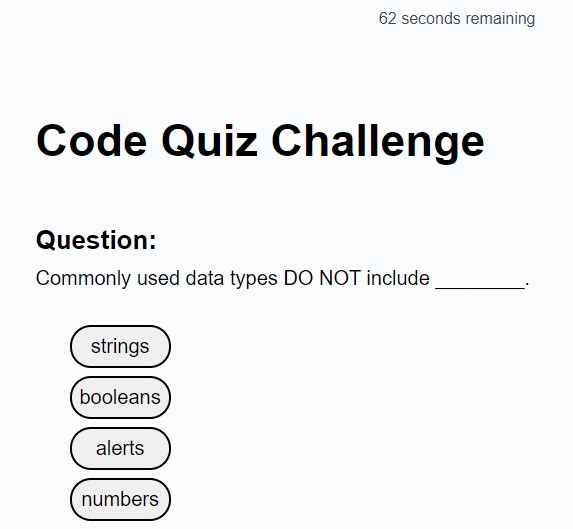 62 seconds remaining
Code Quiz Challenge
Question:
Commonly used data types DO NOT include ________.
strings
booleans
alerts
numbers